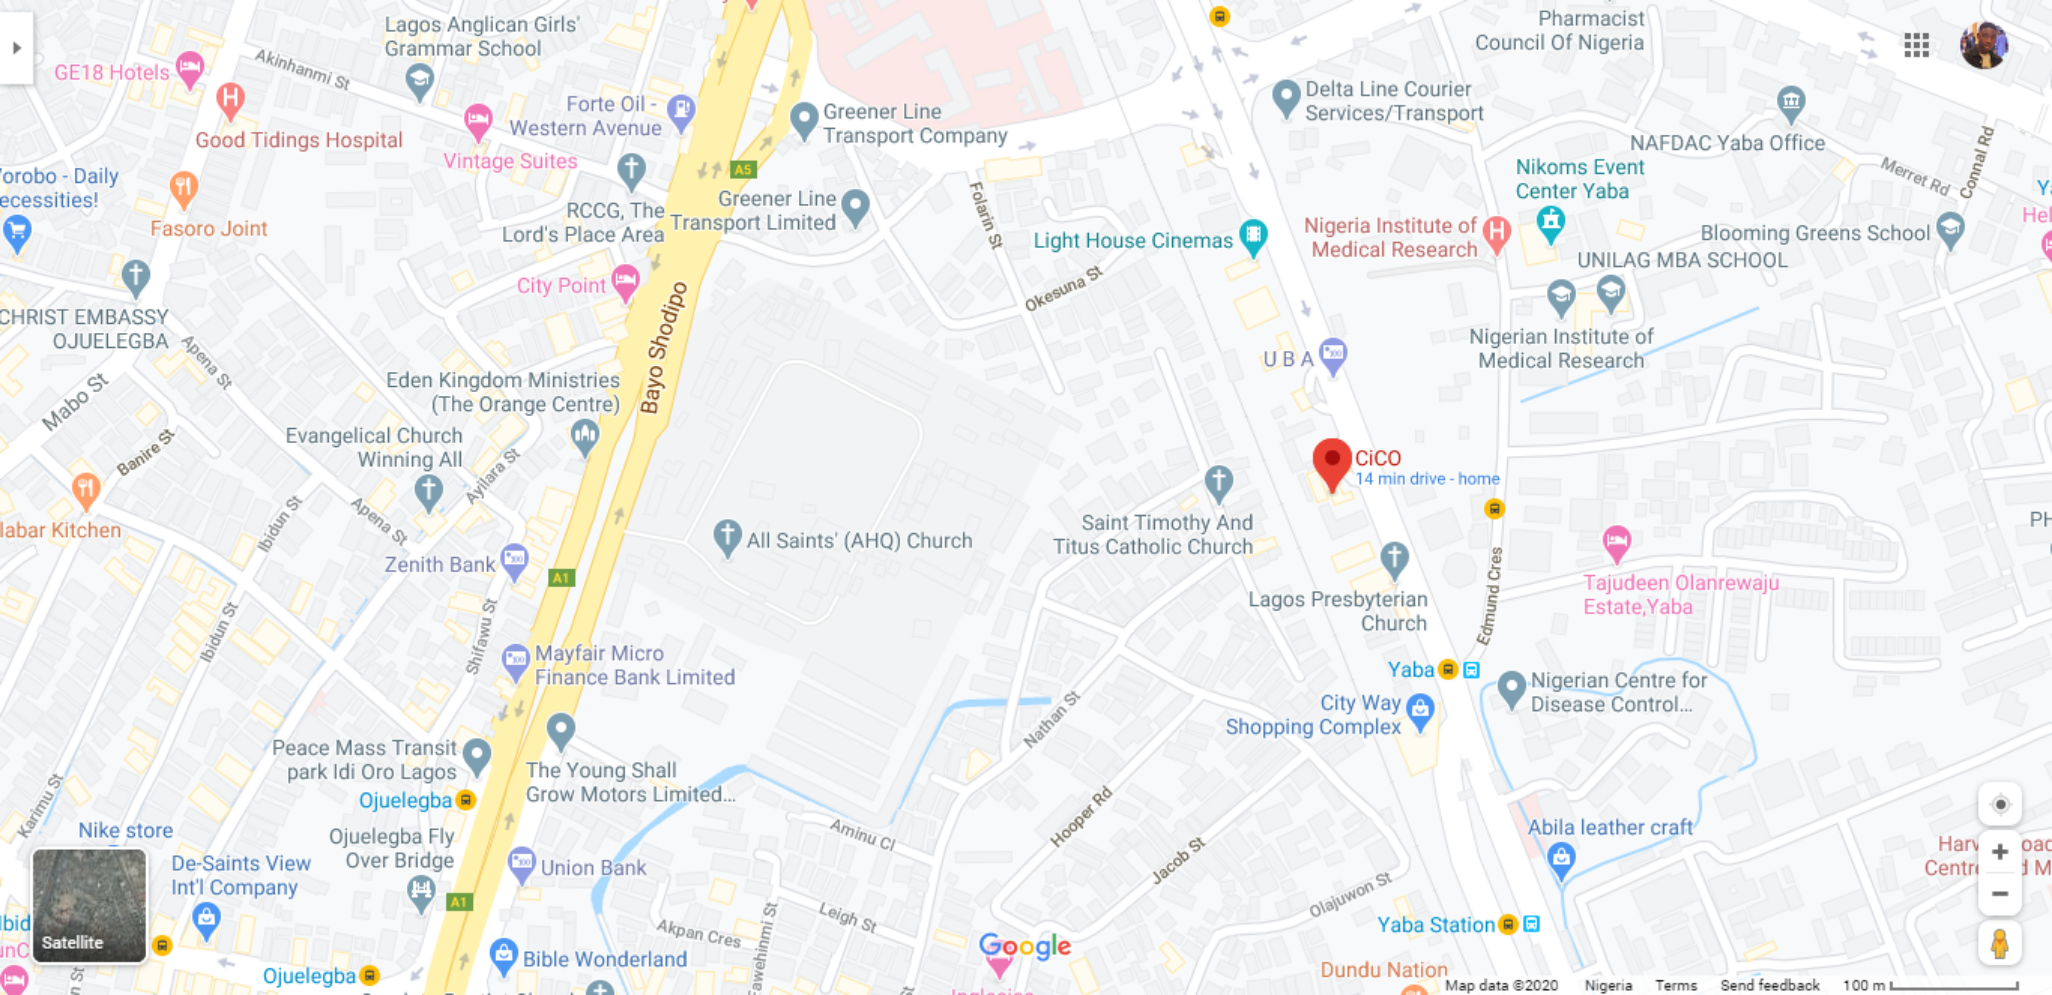 Lagos Anglican Girls'
Grammar School
Pharmacist
Council Of Nigeria
Akinhanmi St
GE18 Hotels
Good Tidings Hospital
Forte Oil -
Western Avenue
Vintage Suites
Greener Line
Transport Company
A5
Delta Line Courier
Services/Transport
NAFDAC Yaba Office
Merret Rd
Connal Rd
Nikoms Event
Center Yaba
- Daily
Fasoro Joint
RCCG, The
Lord's Place Area
Greener Line
Transport Limited
Folarin St
Light House Cinemas
Nigeria Institute of
Medical Research
Blooming Greens School
UNILAG MBA SCHOOL
City Point
Okesuna St
Bayo Shodipo
CHRIST EMBASSY
OJUELEGBA
Apena St
Nigerian Institute of
Medical Research
U B A
Mabo St
Eden Kingdom Ministries
(The Orange Centre)
Evangelical Church
Winning All
Banire St
Ayilara St
CiCO
14 min drive - home
Kitchen
Ibidun St
Apena St
Zenith Bank
A1
All Saints' (AHQ) Church
Saint Timothy And
Titus Catholic Church
Lagos Presbyterian
Church
Edmund Cres
Tajudeen Olanrewaju
Estate,Yaba
Ibidun St
Shifawu St
Mayfair Micro
Finance Bank Limited
Yaba
Nigerian Centre for
Disease Control...
City Way
Shopping Complex
Nathan St
Peace Mass Transit
park Idi Oro Lagos
The Young Shall
Grow Motors Limited...
Ojuelegba
Karimu St
Nike store
Ojuelegba Fly
Over Bridge
Aminu Cl
Hooper Rd
Jacob St
Abila leather craft
De-Saints View
Int'l Company
Union Bank
A1
Leigh St
Akpan Cres
Olajuwon St
Yaba Station
Satellite
Google
Ojuelegba
Bible Wonderland
Dundu Nation
Map data ©2020
Nigeria
Terms
Send feedback
100 m